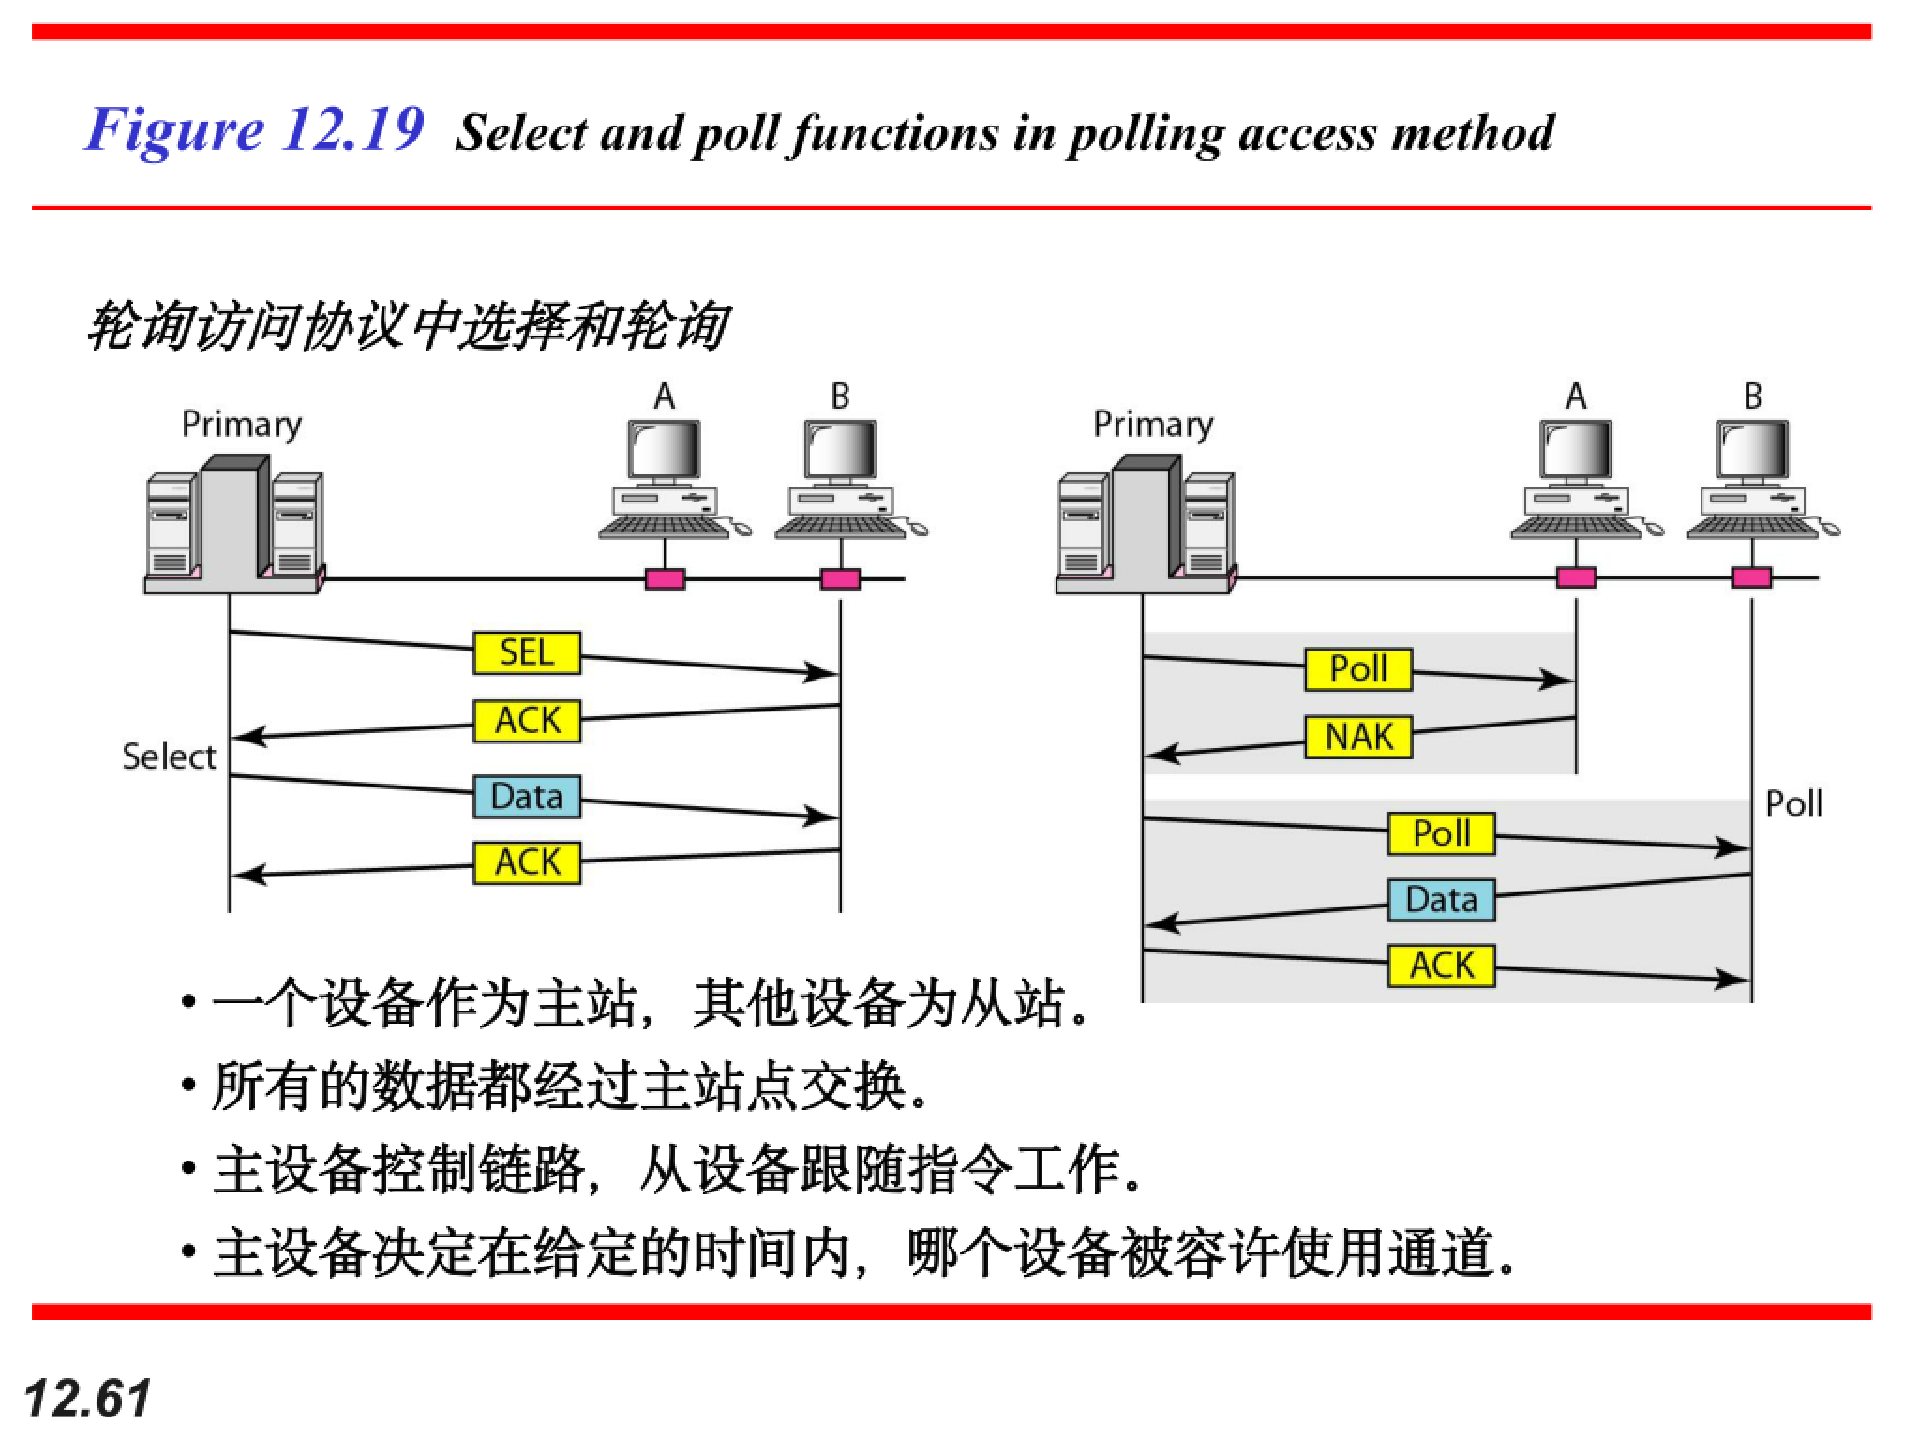 Figure 12.19 Select and poll functions in polling access method
轮询访问协议中选择和轮询
Primary
A
B
SEL
ACK
Select
Data
ACK
Primary
A
B
Poll
NAK
Poll
Poll
Data
ACK
•一个设备作为主站，其他设备为从站。
•所有的数据都经过主站点交换。
•主设备控制链路，从设备跟随指令工作。
•主设备决定在给定的时间内，哪个设备被容许使用通道。
12.61